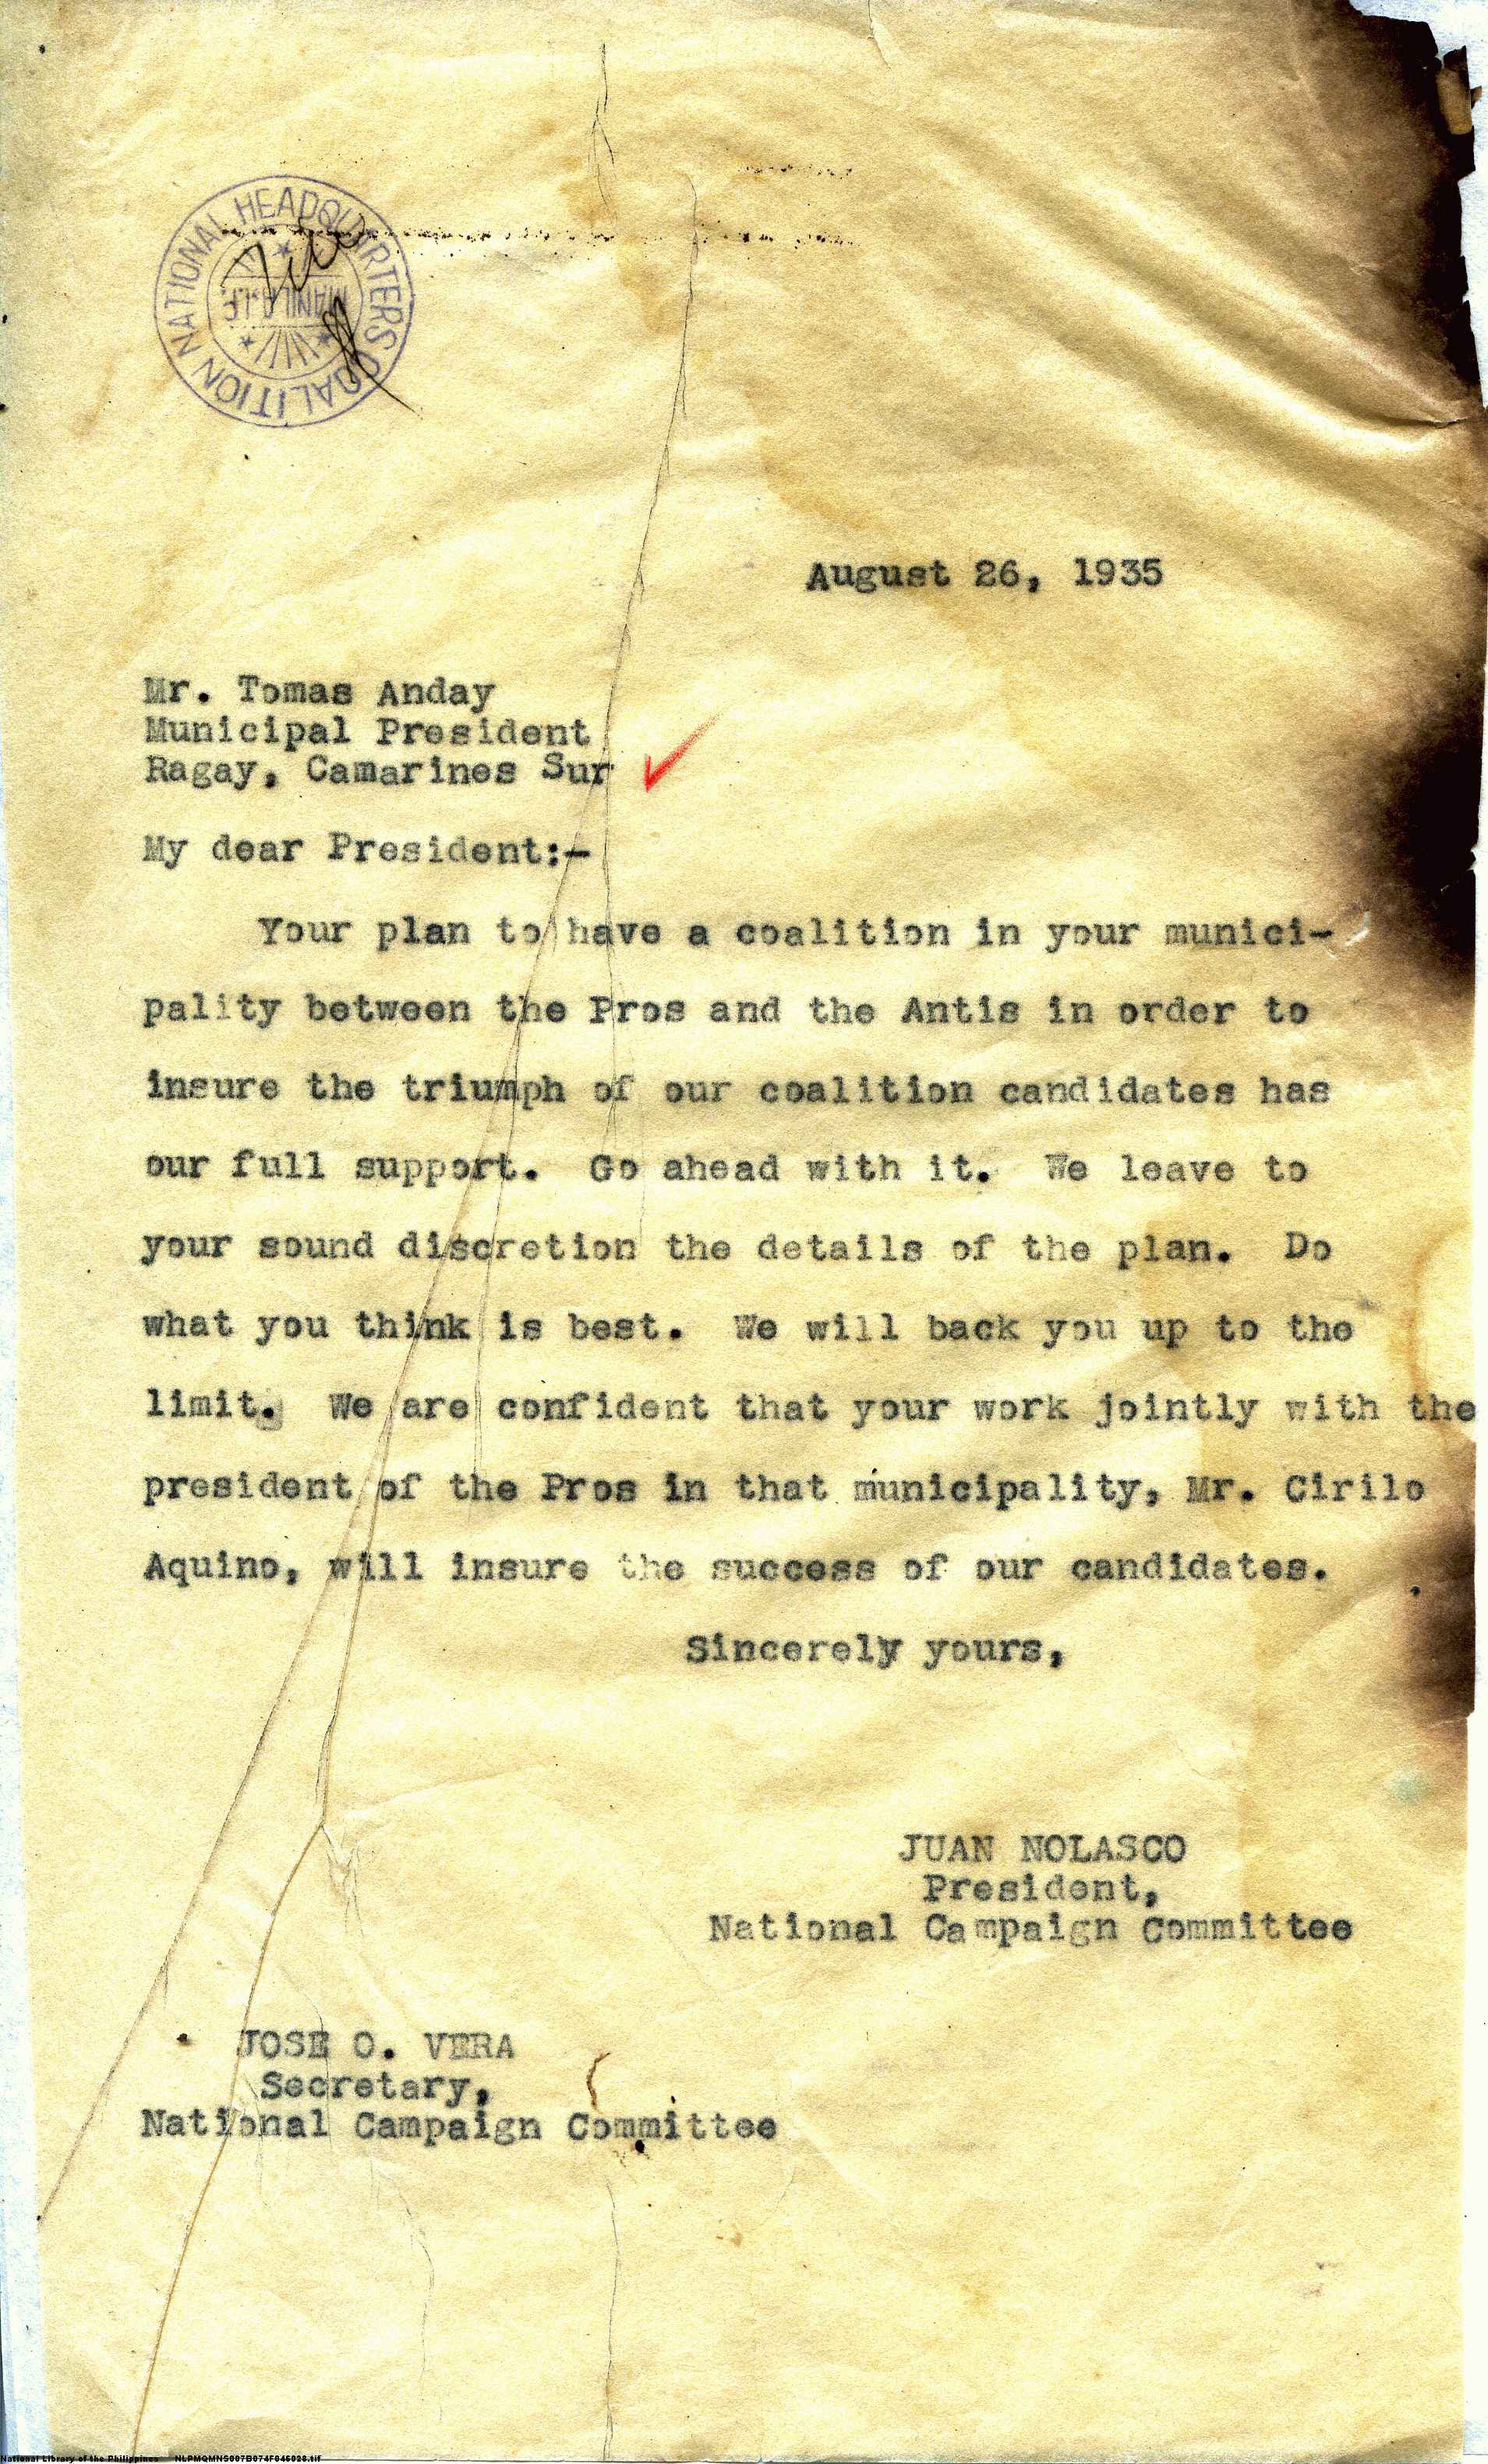 NATIONAL HEADQURTERS
COALITION
MANILA.I.F.
File
August 26, 1935
Mr. Tomas Anday
Municipal President
Ragay, Camarines Sur
My dear President:-
Your plan to have a coalition in your munici-
pality between the Pros and the Antis in order to
insure the triumph of our coalition candidates has
our full support. Go ahead with it. We leave to
your sound discretion the details of the plan. Do
what you think is best. We will back you up to the
limit. We are confident that your work jointly with the
president of the Pros in that municipality, Mr. Cirilo
Aquino, will insure the success of our candidates.
Sincerely yours,
JUAN NOLASCO
President,
National Campaign Committee
JOSE O. VERA
Secretary,
National Campaign Committee
National Library of the Philippines NLPMQMNS007B074F046028.tif